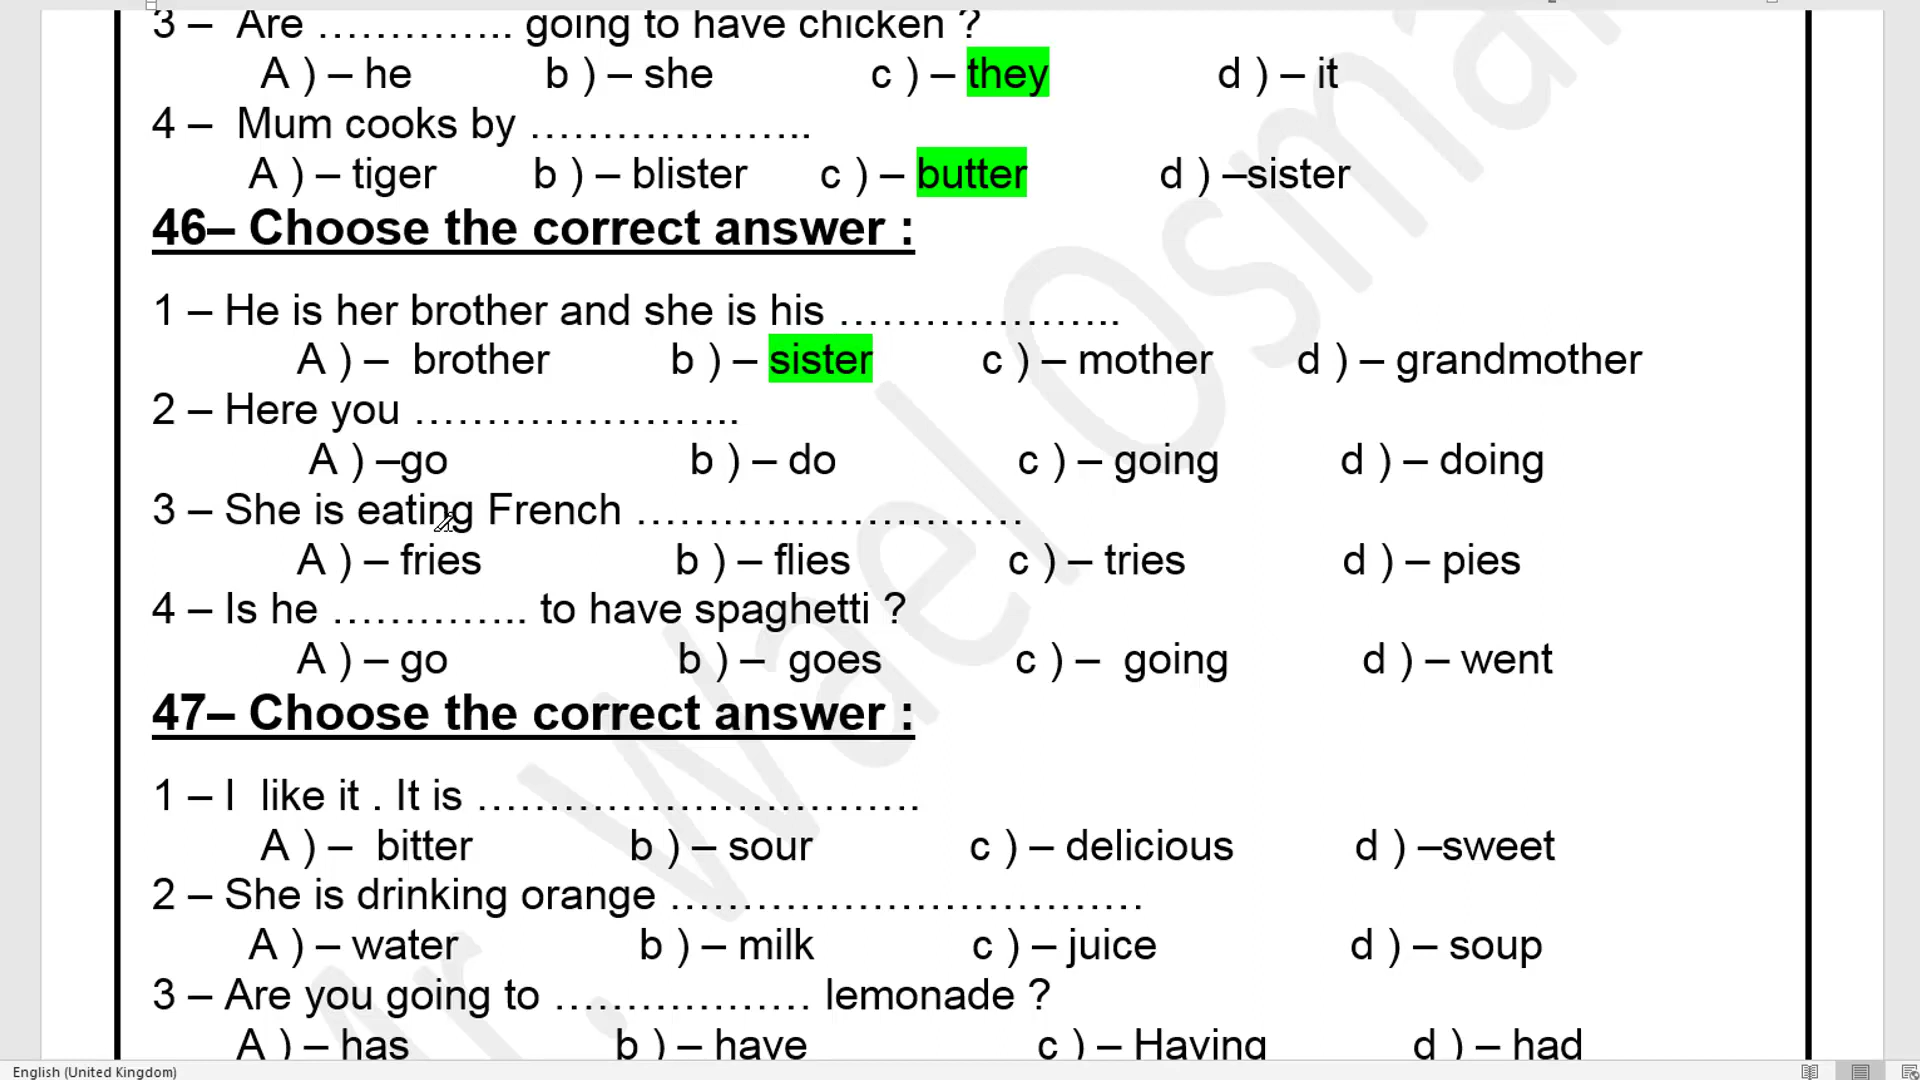 3 – Are ………….. going to have chicken ?
A ) – he b ) – she c ) – they d ) – it
4 – Mum cooks by ………………..
A ) – tiger b ) – blister c ) – butter d ) –sister
46– Choose the correct answer :
1 – He is her brother and she is his ………………..
A ) – brother b ) – sister c ) – mother d ) – grandmother
2 – Here you …………………..
A ) –go b ) – do c ) – going d ) – doing
3 – She is eating French ………………………
A ) – fries b ) – flies c ) – tries d ) – pies
4 – Is he ………….. to have spaghetti ?
A ) – go b ) – goes c ) – going d ) – went
47– Choose the correct answer :
1 – I like it . It is ………………………….
A ) – bitter b ) – sour c ) – delicious d ) –sweet
2 – She is drinking orange ……………………………
A ) – water b ) – milk c ) – juice d ) – soup
3 – Are you going to ……………… lemonade ?
A ) – has b ) – have c ) – Having d ) – had
Mr. Wael Osman
English (United Kingdom)